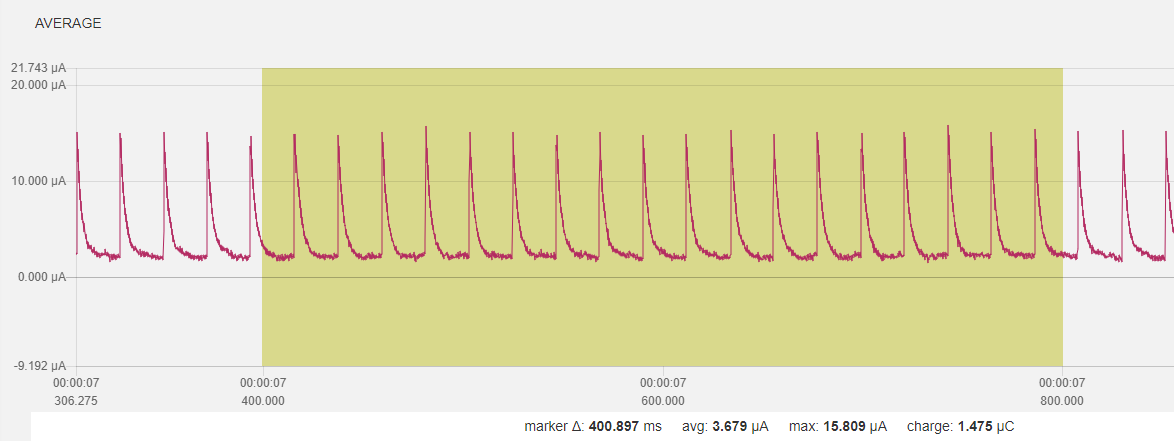 AVERAGE
21.743 µA
20.000 µA
10.000 µA
0.000 µA
-9.192 µA
00:00:07 00:00:07 00:00:07 00:00:07
306.275 400.000 600.000 800.000
marker Δ: 400.897 ms avg: 3.679 µA max: 15.809 µA charge: 1.475 µC